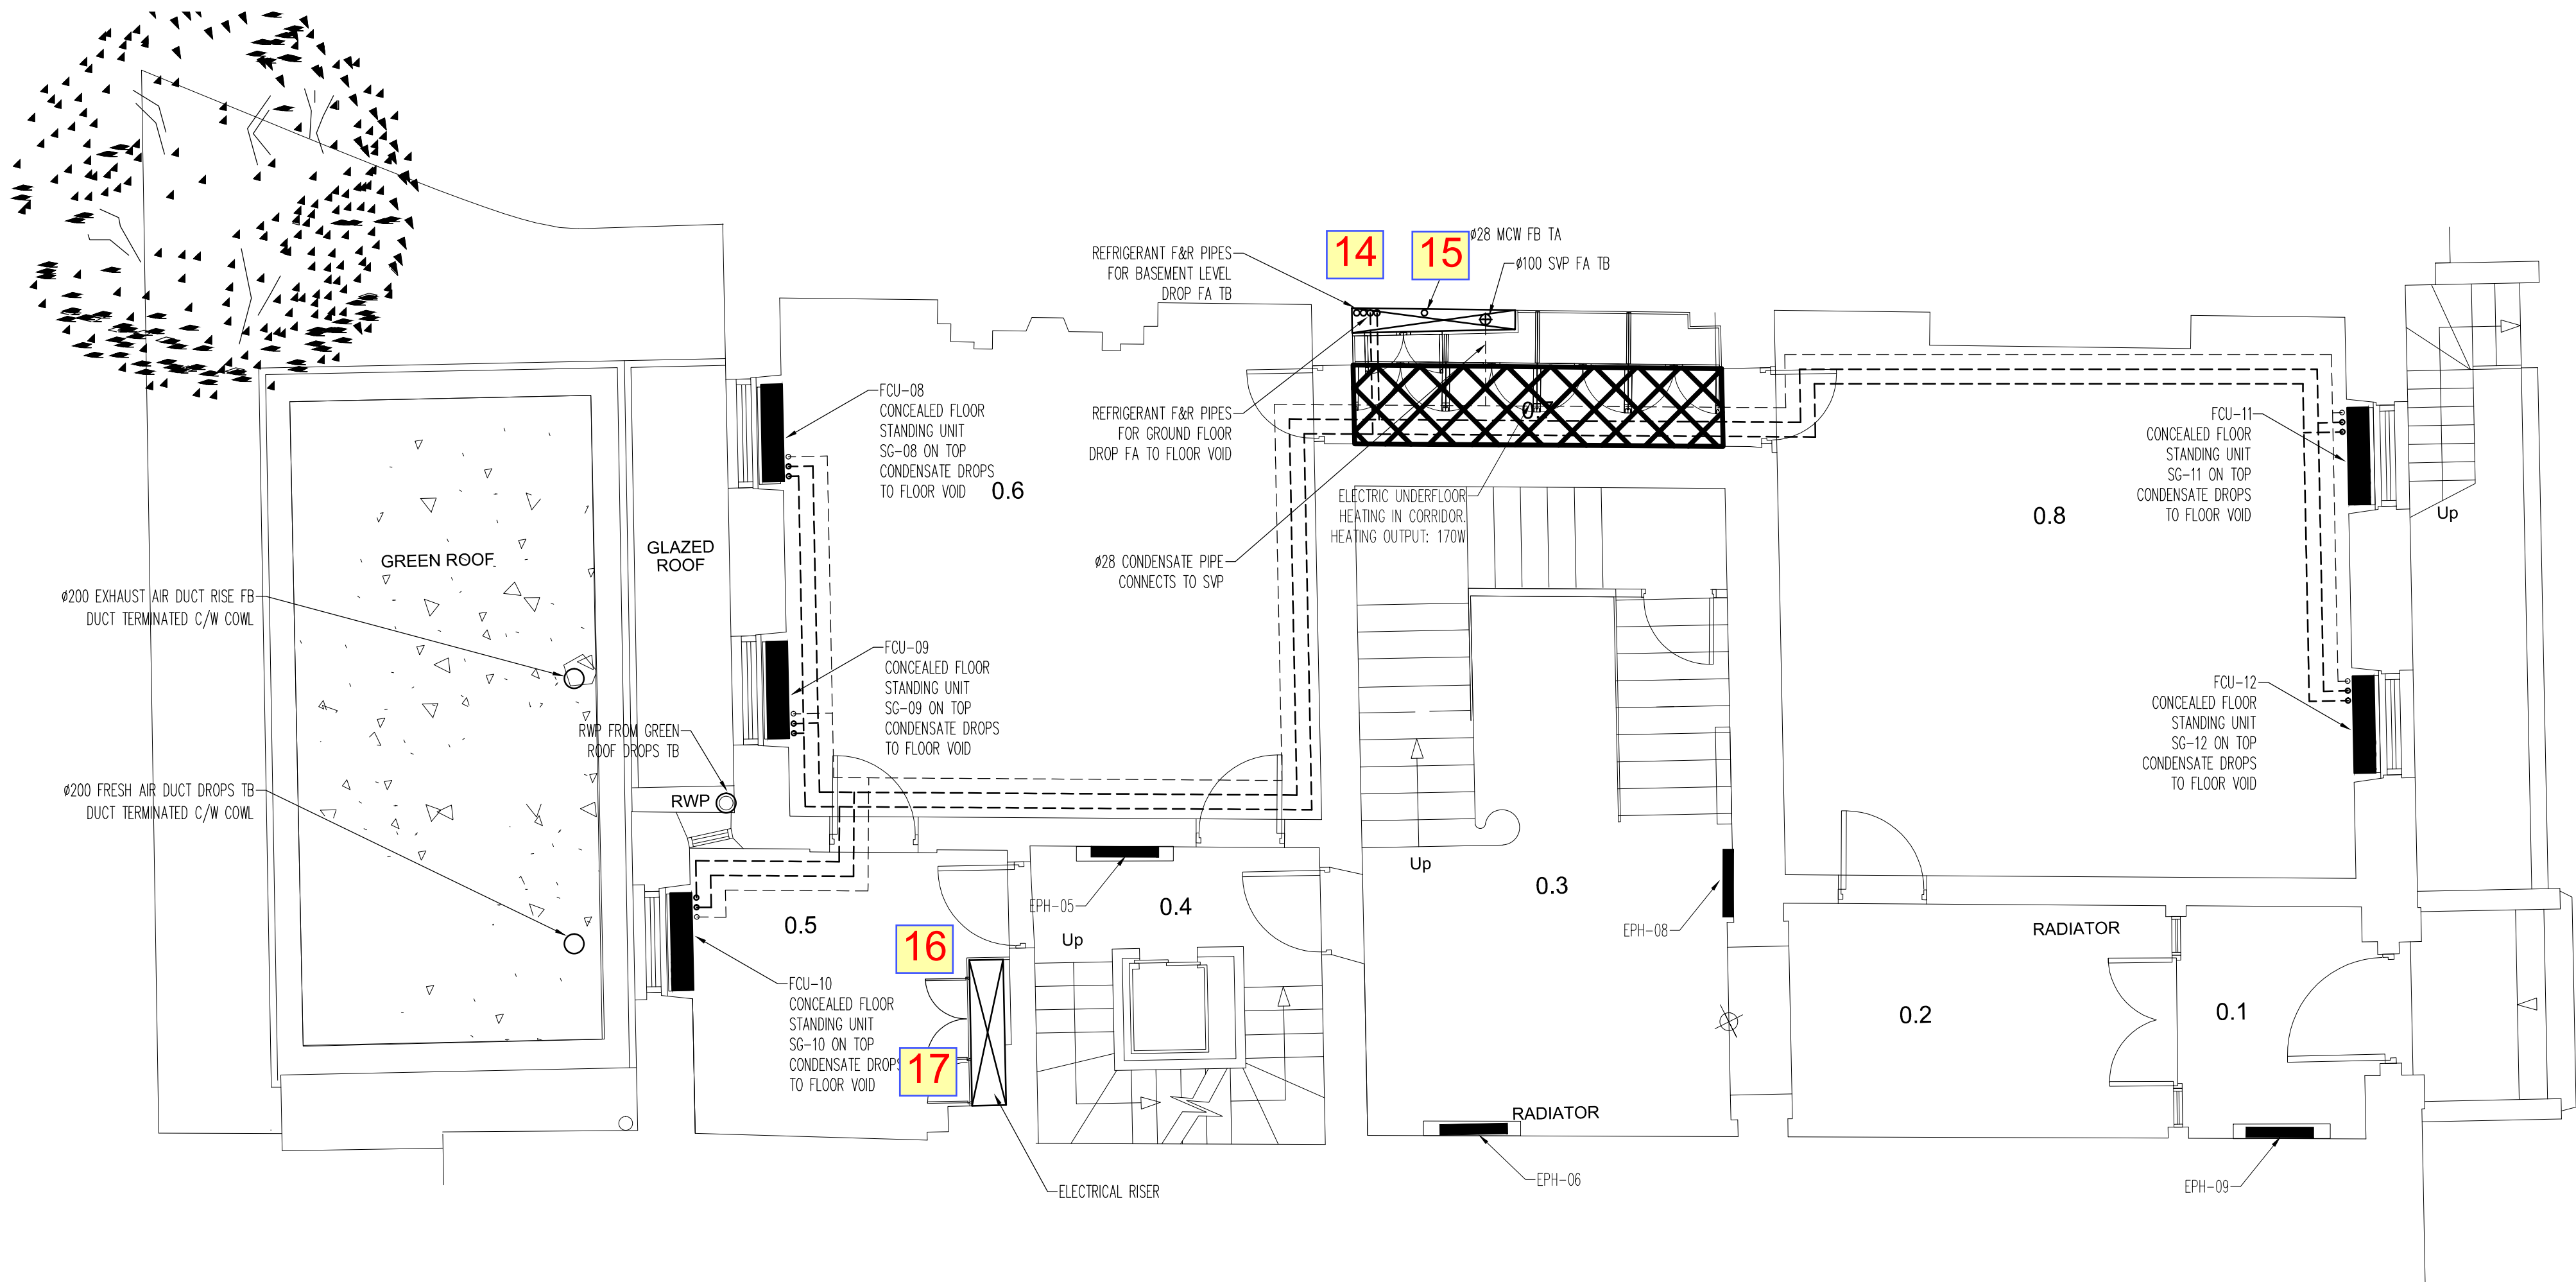 14
15
ø28 MCW FB TA
ø100 SVP FA TB
REFRIGERANT F&R PIPES
FOR BASEMENT LEVEL
DROP FA TB
FCU-08
CONCEALED FLOOR
STANDING UNIT
SG-08 ON TOP
CONDENSATE DROPS
TO FLOOR VOID
0.6
REFRIGERANT F&R PIPES
FOR GROUND FLOOR
DROP FA TO FLOOR VOID
ELECTRIC UNDERFLOOR
HEATING IN CORRIDOR.
HEATING OUTPUT: 170W
ø28 CONDENSATE PIPE
CONNECTS TO SVP
FCU-11
CONCEALED FLOOR
STANDING UNIT
SG-11 ON TOP
CONDENSATE DROPS
TO FLOOR VOID
0.8
Up
GREEN ROOF
GLAZED
ROOF
ø200 EXHAUST AIR DUCT RISE FB
DUCT TERMINATED C/W COWL
FCU-09
CONCEALED FLOOR
STANDING UNIT
SG-09 ON TOP
CONDENSATE DROPS
TO FLOOR VOID
RWP FROM GREEN
ROOF DROPS TB
RWP
ø200 FRESH AIR DUCT DROPS TB
DUCT TERMINATED C/W COWL
FCU-12
CONCEALED FLOOR
STANDING UNIT
SG-12 ON TOP
CONDENSATE DROPS
TO FLOOR VOID
Up
0.3
EPH-05
0.4
Up
0.5
16
EPH-08
RADIATOR
0.2
0.1
FCU-10
CONCEALED FLOOR
STANDING UNIT
SG-10 ON TOP
CONDENSATE DROPS
TO FLOOR VOID
17
RADIATOR
ELECTRICAL RISER
EPH-06
EPH-09